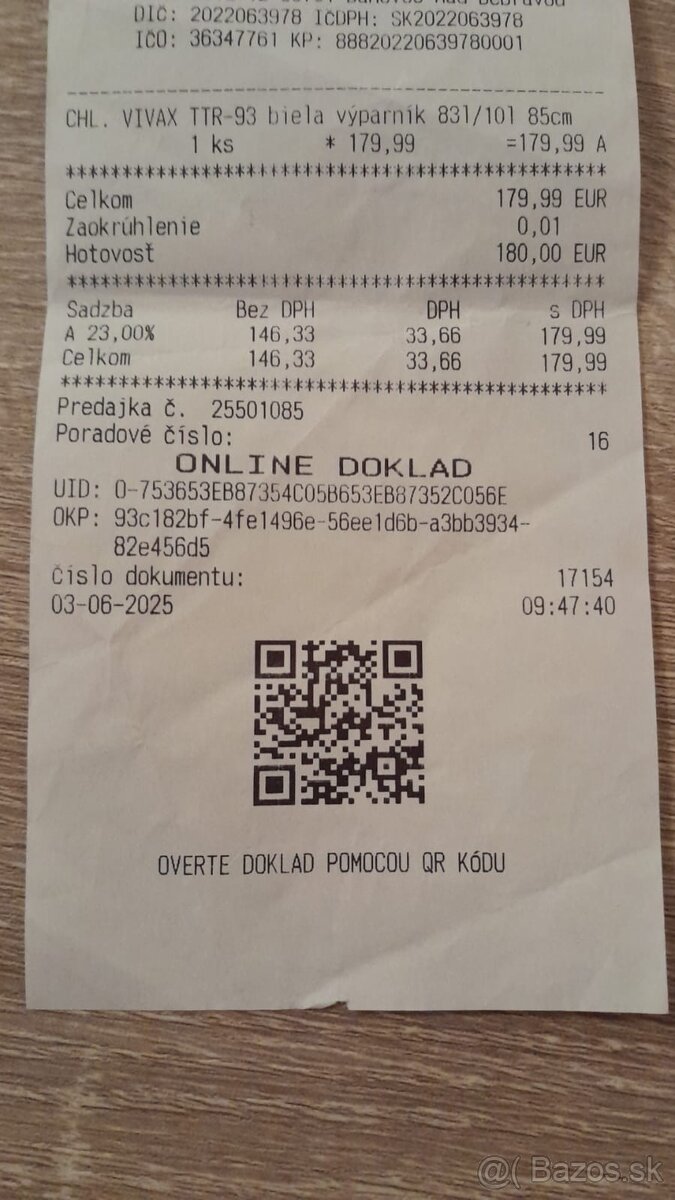 DIČ: 2022063978 IČDPH: SK2022063978
IČO: 36347761 KP: 88820220639780001
CHL. VIVAX TTR-93 biela výparník 83l/10l 85cm
1 ks * 179,99 =179,99 A
Celkom 179,99 EUR
Zaokrúhlenie 0,01
Hotovosť 180,00 EUR
Sadzba Bez DPH DPH s DPH
A 23,00% 146,33 33,66 179,99
Celkom 146,33 33,66 179,99
Predajka č. 25501085
Poradové číslo: 16
ONLINE DOKLAD
UID: O-753653EB87354C05B653EB87352C056E
OKP: 93c182bf-4fe1496e-56ee1d6b-a3bb3934-
82e456d5
Číslo dokumentu: 17154
03-06-2025 09:47:40
OVERTE DOKLAD POMOCOU QR KÓDU
@( Bazos.sk